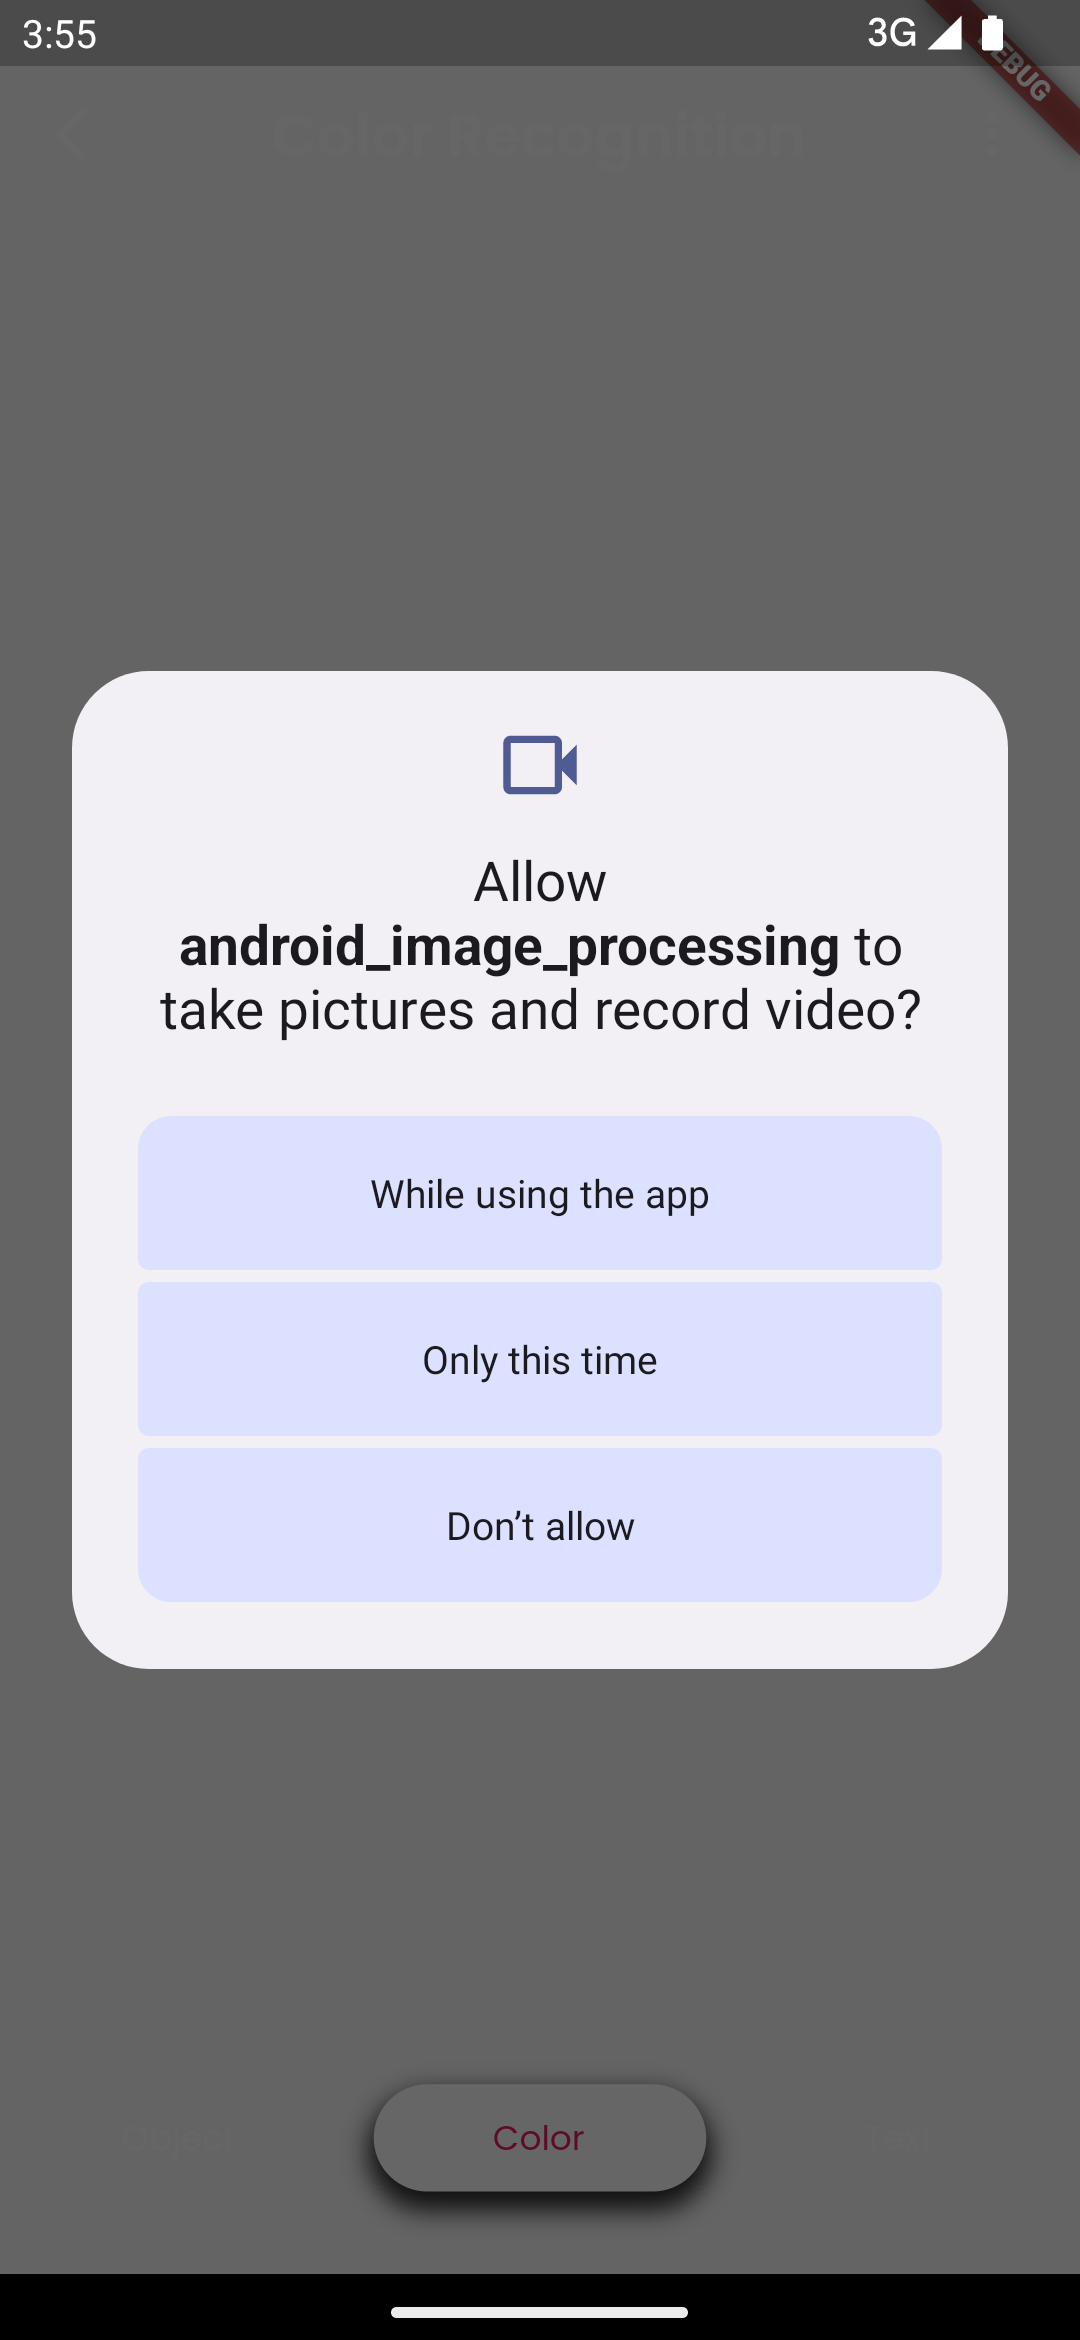 3:55
3G
DEBUG
Color Recognition
Allow
android_image_processing to
take pictures and record video?
While using the app
Only this time
Don’t allow
Object
Color
Text